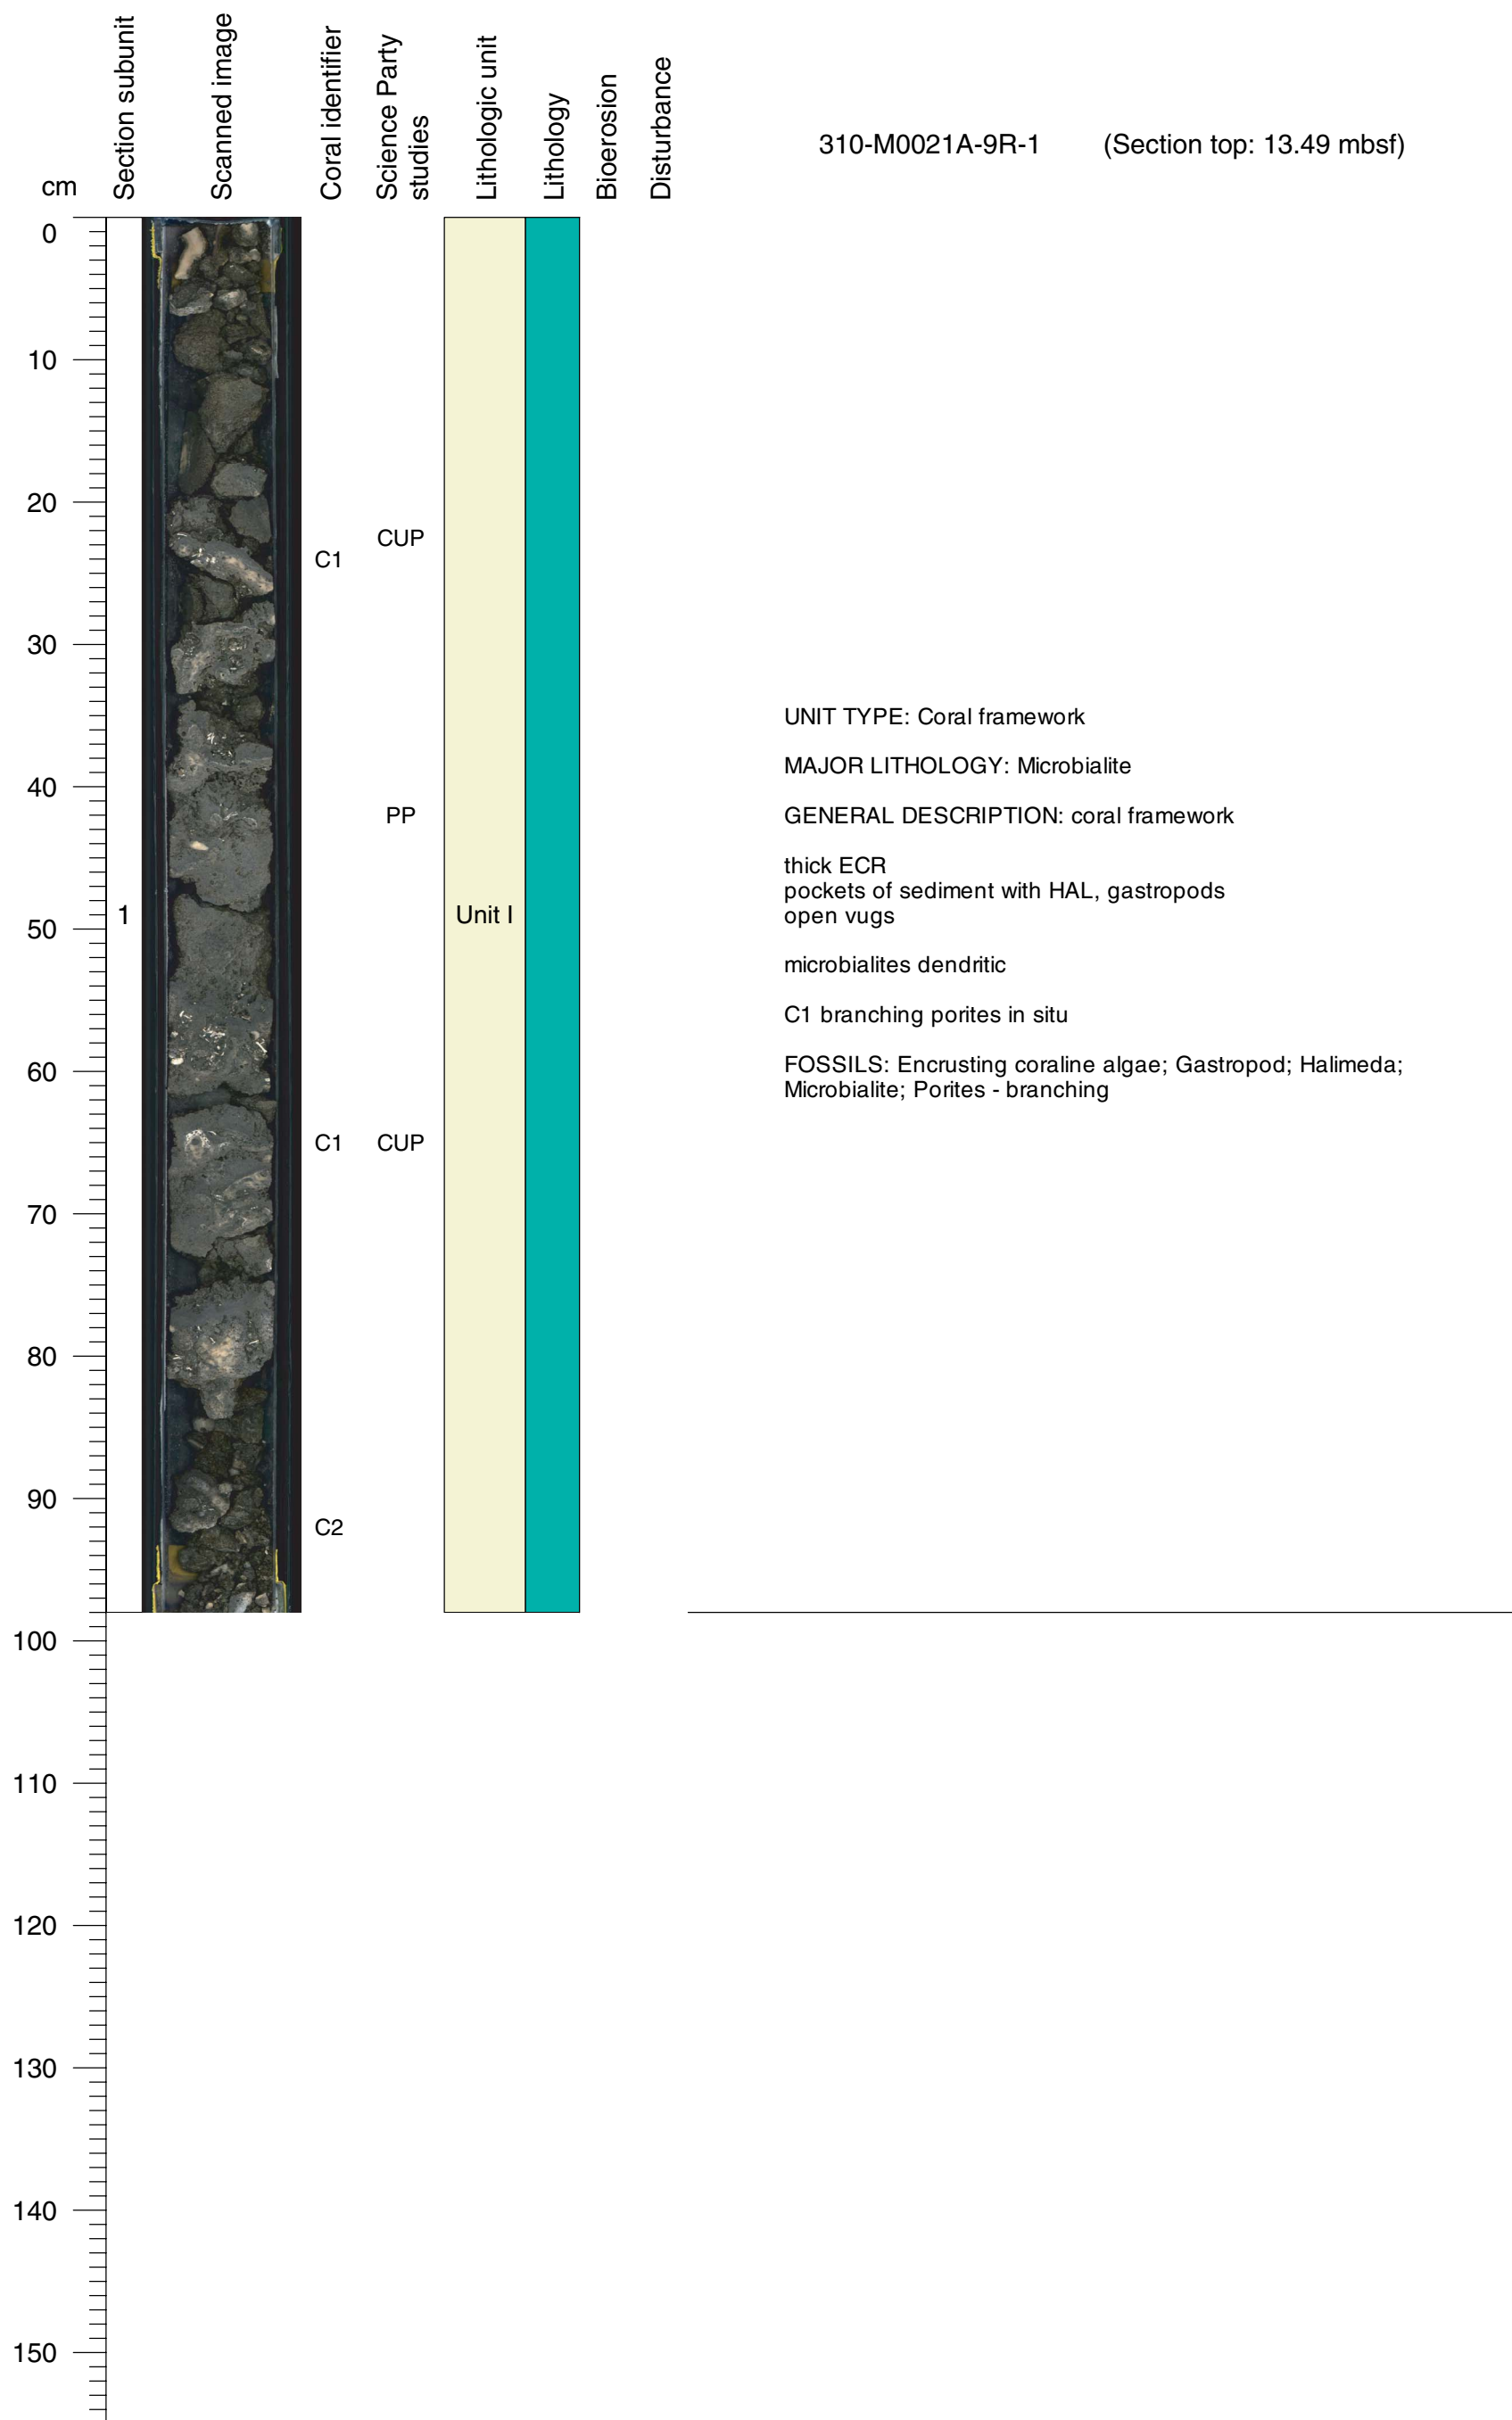 cm
Section subunit
Scanned image
Coral identifier
Science Party
studies
Lithologic unit
Lithology
Bioerosion
Disturbance
310-M0021A-9R-1 (Section top: 13.49 mbsf)
0
10
20
CUP
C1
30
UNIT TYPE: Coral framework
MAJOR LITHOLOGY: Microbialite
40
PP
GENERAL DESCRIPTION: coral framework
thick ECR
pockets of sediment with HAL, gastropods
open vugs
1
Unit I
50
microbialites dendritic
C1 branching porites in situ
60
FOSSILS: Encrusting coraline algae; Gastropod; Halimeda;
Microbialite; Porites - branching
C1 CUP
70
80
90
C2
100
110
120
130
140
150